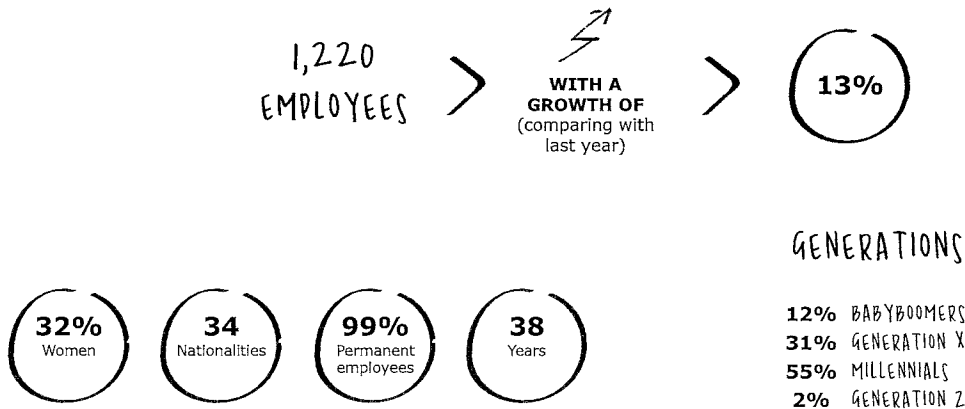 1,220
EMPLOYEES
WITH A
GROWTH OF
(comparing with
last year)
13%
32%
Women
34
Nationalities
99%
Permanent
employees
38
Years
GENERATIONS
12% BABYBOOMERS
31% GENERATION X
55% MILLENNIALS
2% GENERATION Z